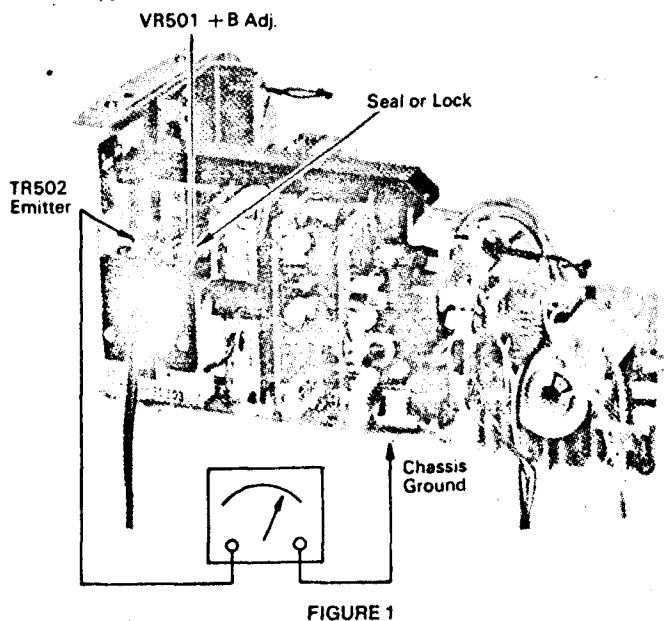 VR501 + B Adj.
Seal or Lock
TR502
Emitter
Chassis
Ground
FIGURE 1